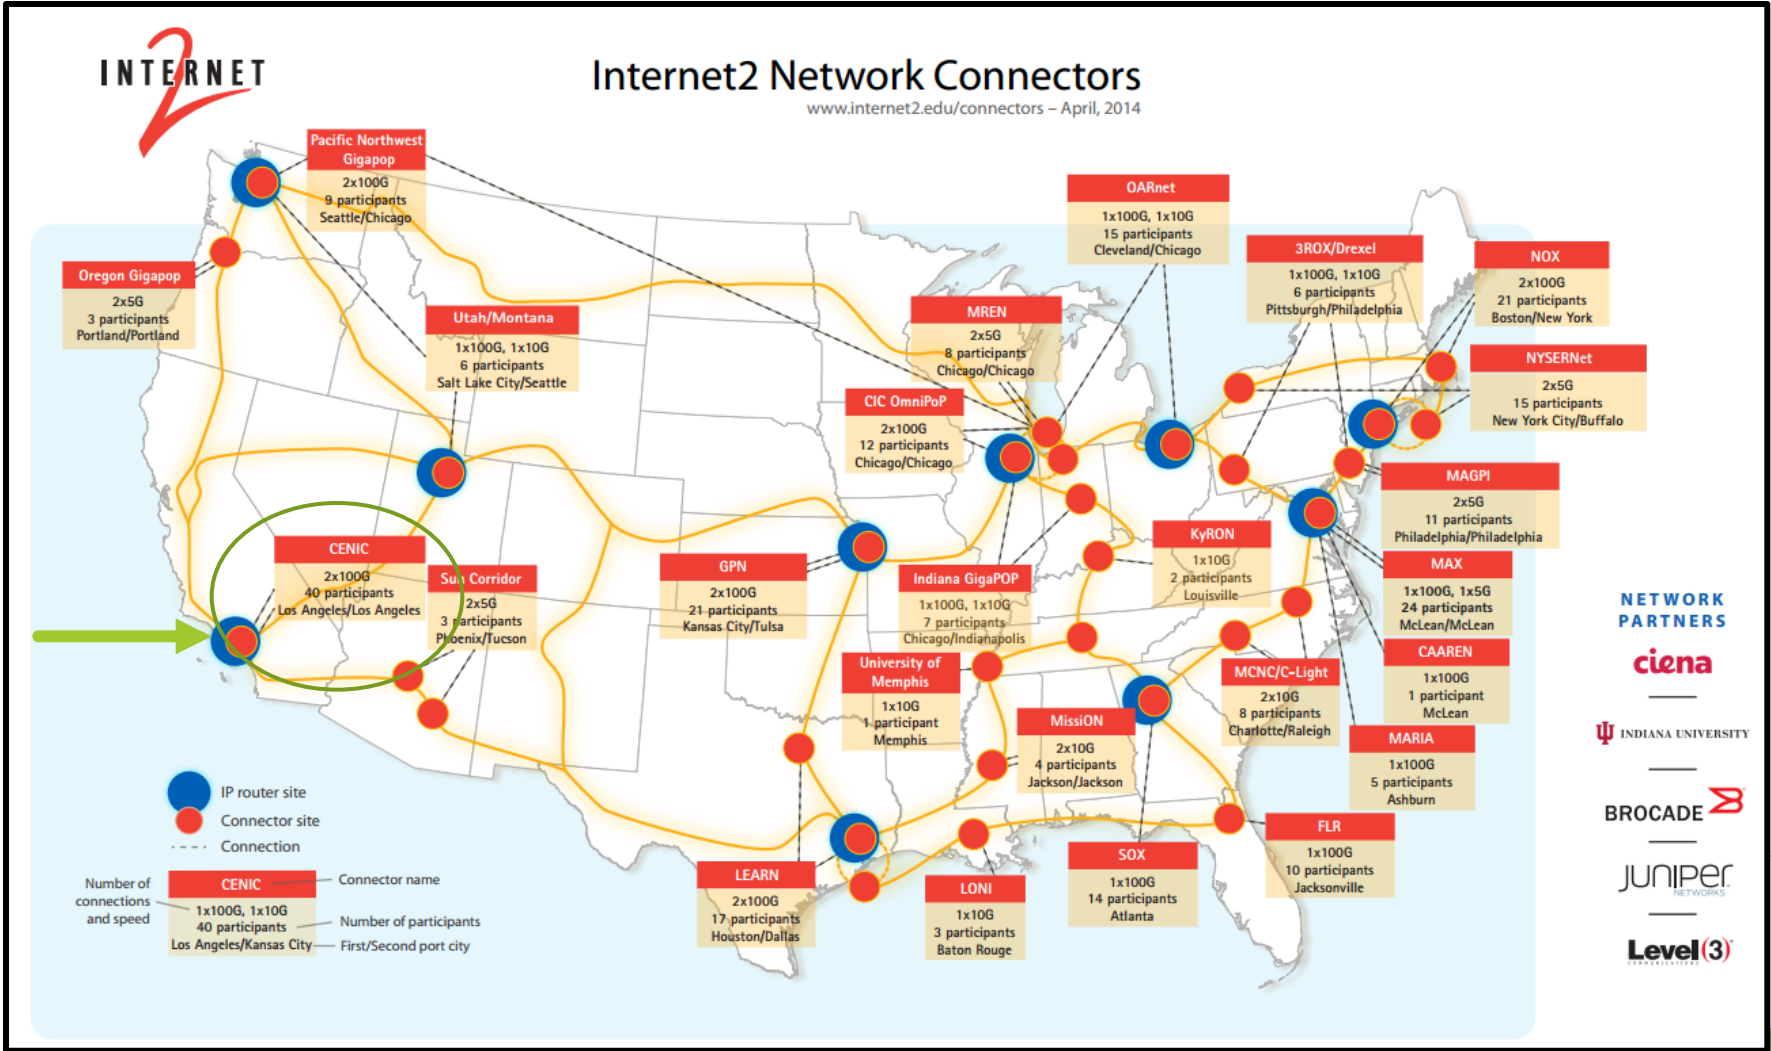 INTERNET
2
Internet2 Network Connectors
www.internet2.edu/connectors – April, 2014
Pacific Northwest
Gigapop
2x100G
9 participants
Seattle/Chicago
Oregon Gigapop
2x5G
3 participants
Portland/Portland
Utah/Montana
1x100G, 1x10G
6 participants
Salt Lake City/Seattle
OARnet
1x100G, 1x10G
15 participants
Cleveland/Chicago
3ROX/Drexel
1x100G, 1x10G
6 participants
Pittsburgh/Philadelphia
NOX
2x100G
21 participants
Boston/New York
MREN
2x5G
8 participants
Chicago/Chicago
NYSERNet
2x5G
15 participants
New York City/Buffalo
CIC OmniPoP
2x100G
12 participants
Chicago/Chicago
MAGPI
2x5G
11 participants
Philadelphia/Philadelphia
CENIC
2x100G
40 participants
Los Angeles/Los Angeles
Sun Corridor
2x5G
3 participants
Phoenix/Tucson
GPN
2x100G
21 participants
Kansas City/Tulsa
Indiana GigaPOP
1x100G, 1x10G
7 participants
Chicago/Indianapolis
KyRON
1x10G
2 participants
Louisville
MAX
1x100G, 1x5G
24 participants
McLean/McLean
CAAREN
1x100G
1 participant
McLean
University of
Memphis
1x10G
1 participant
Memphis
MissiON
2x10G
4 participants
Jackson/Jackson
MCNC/C-Light
2x10G
8 participants
Charlotte/Raleigh
MARIA
1x100G
5 participants
Ashburn
FLR
1x100G
10 participants
Jacksonville
SOX
1x100G
14 participants
Atlanta
LEARN
2x100G
17 participants
Houston/Dallas
LONI
1x10G
3 participants
Baton Rouge
IP router site
Connector site
Connection
Number of
connections
and speed
CENIC
1x100G, 1x10G
40 participants
Los Angeles/Kansas City
Connector name
Number of participants
First/Second port city
NETWORK
PARTNERS
ciena
INDIANA UNIVERSITY
BROCADE
JUNIPER
NETWORKS
Level(3)
COMMUNICATIONS